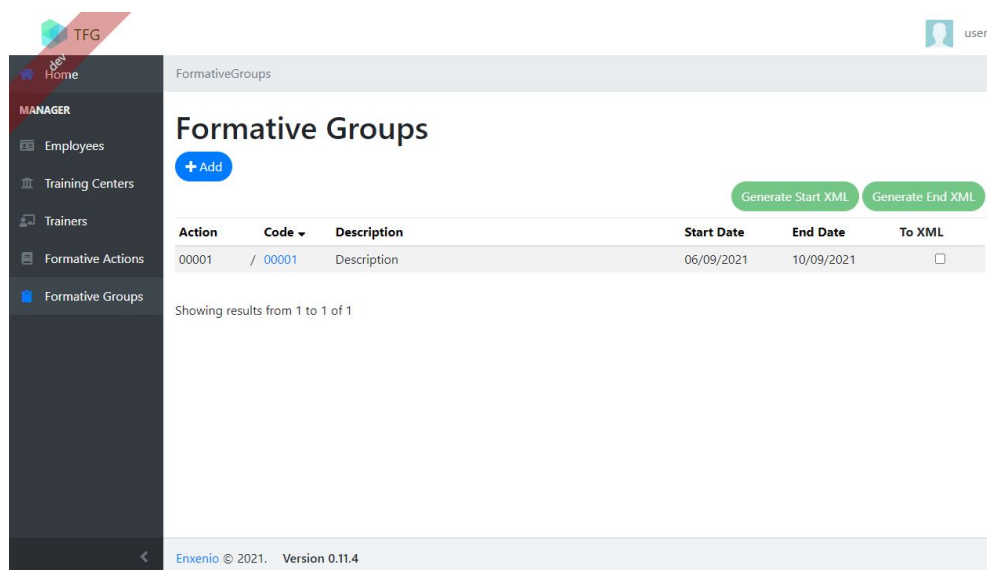 TFG
user
dev
Home
FormativeGroups
MANAGER
Employees
Training Centers
Trainers
Formative Actions
Formative Groups
Formative Groups
+ Add
Generate Start XML Generate End XML
Action Code Description Start Date End Date To XML
00001 / 00001 Description 06/09/2021 10/09/2021
Showing results from 1 to 1 of 1
Enxenio © 2021. Version 0.11.4